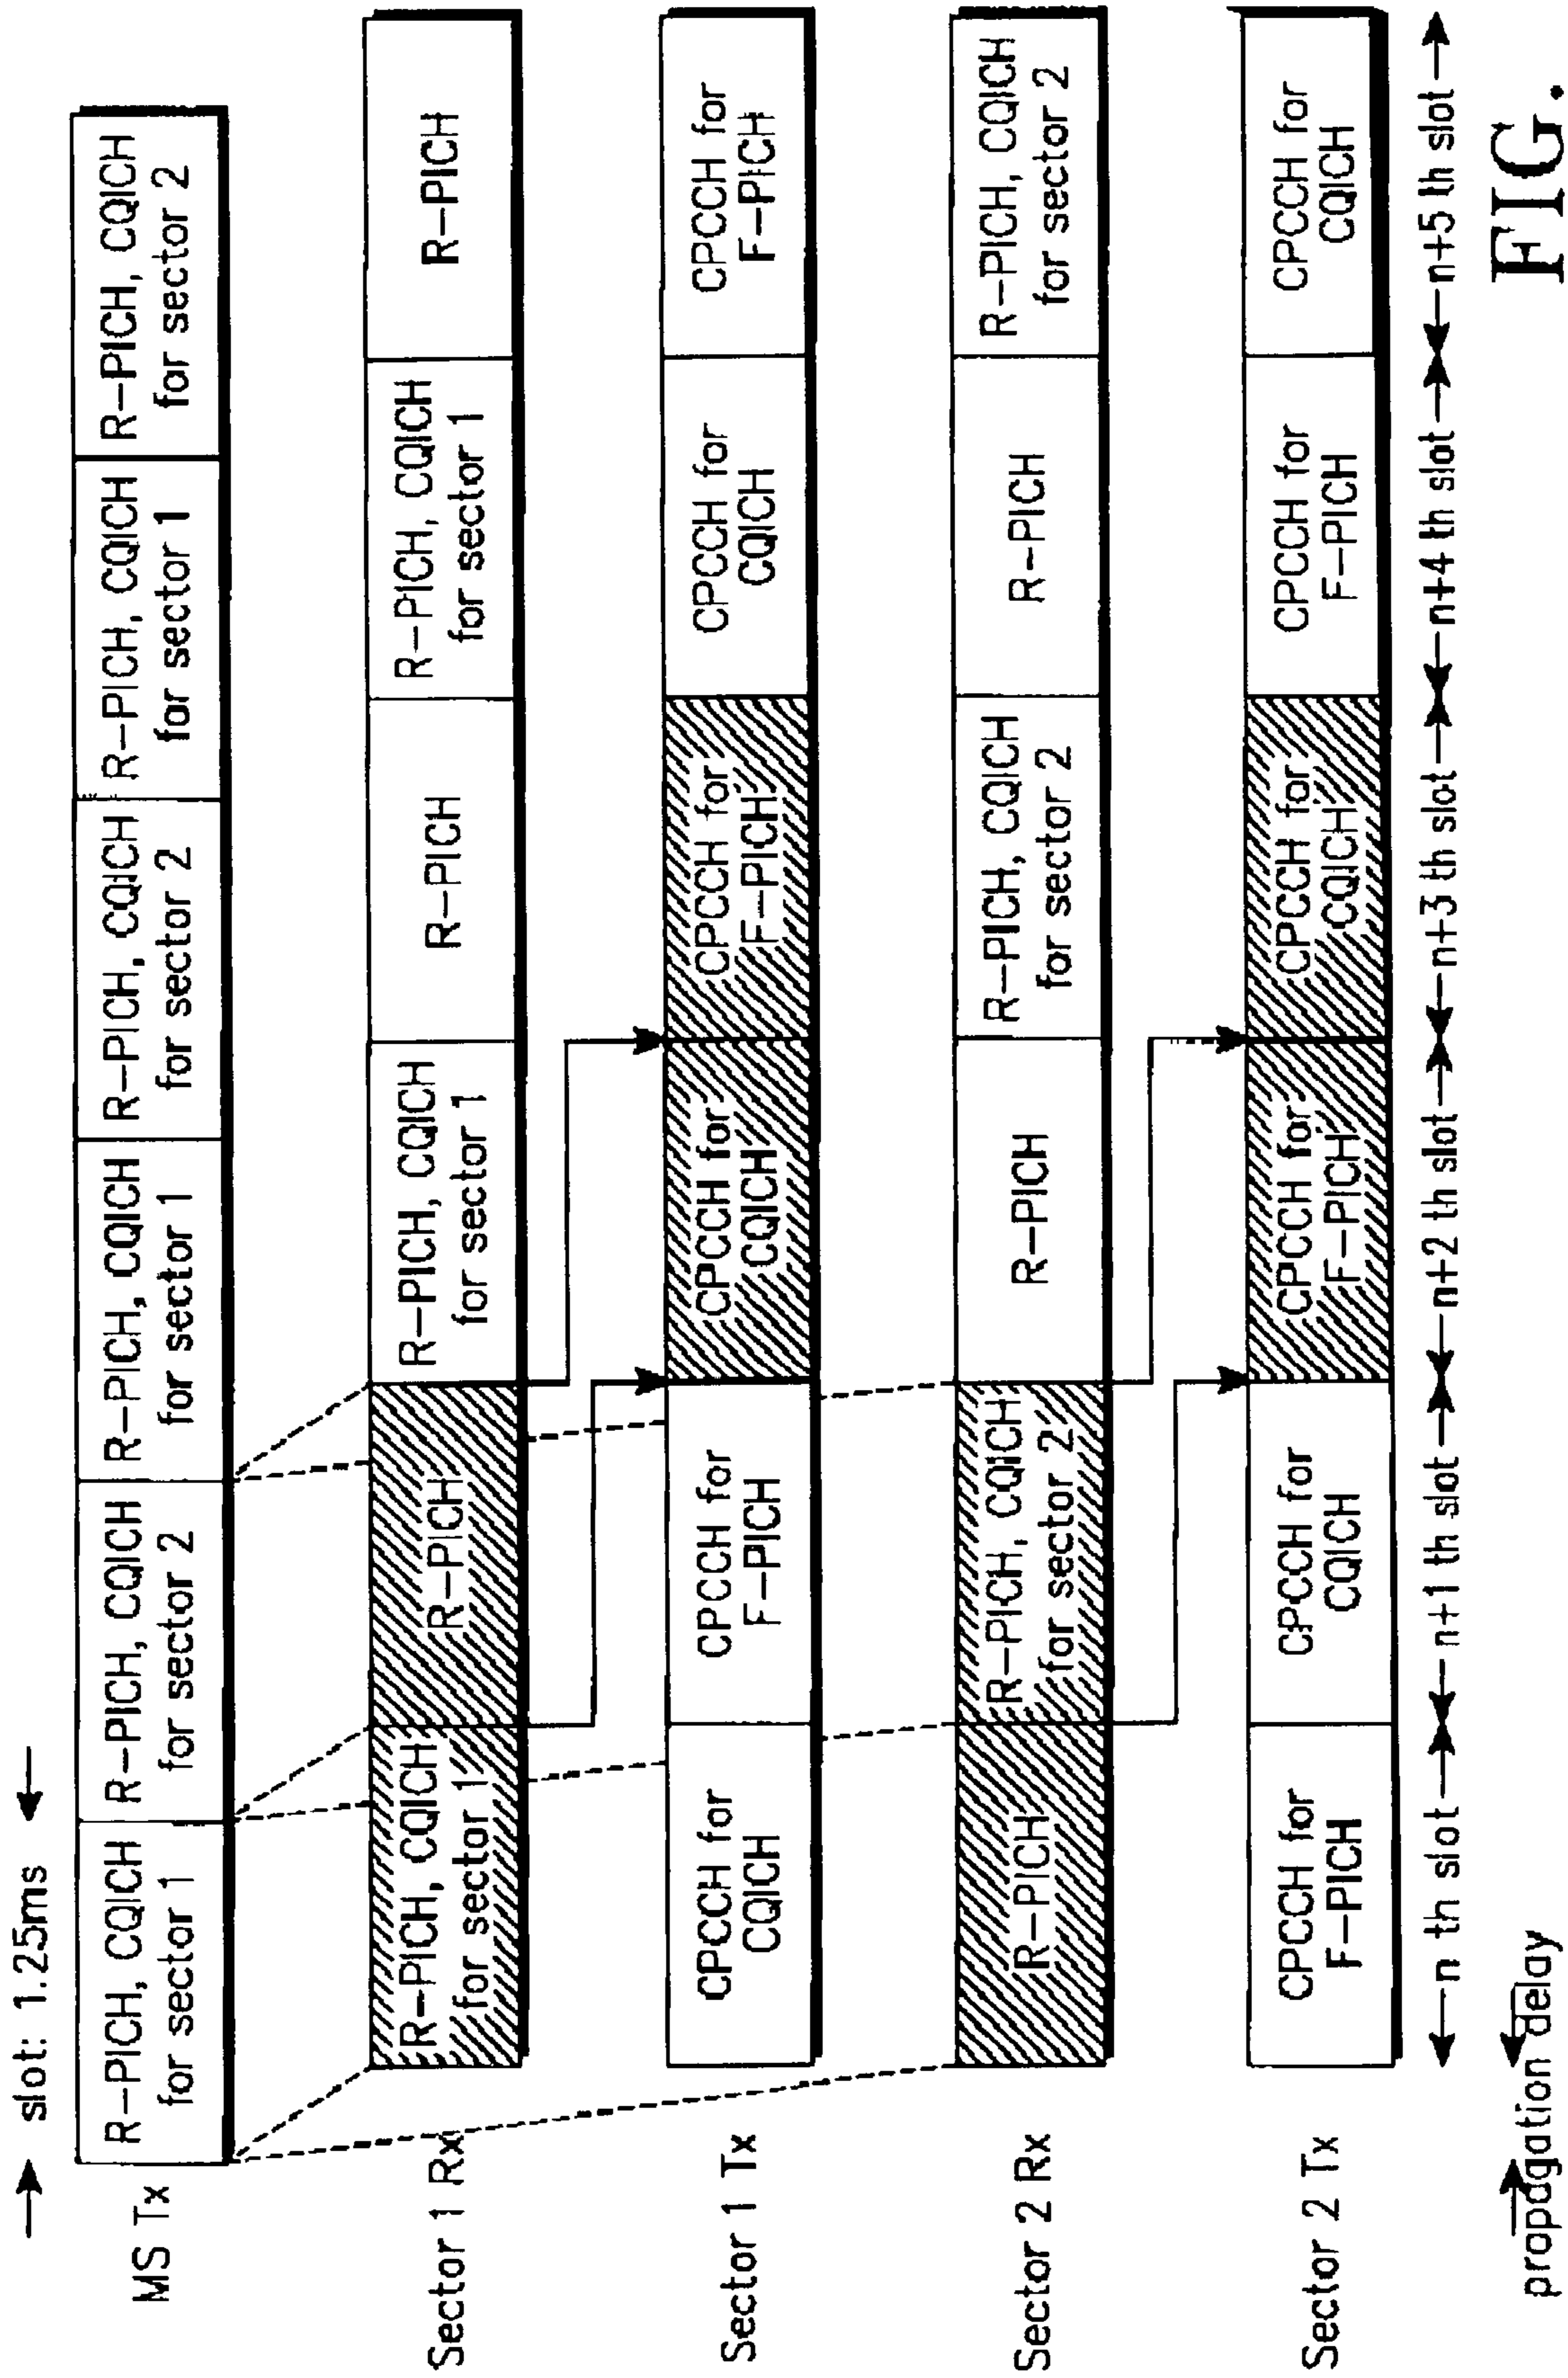 slot: 1.25ms
MS Tx
R-PICH, CQICH
for sector 1
R-PICH, CQICH
for sector 2
R-PICH, CQICH
for sector 1
R-PICH, CQICH
for sector 2
R-PICH, CQICH
for sector 1
R-PICH, CQICH
for sector 2
Sector 1 Rx
R-PICH, CQICH
for sector 1
R-PICH
R-PICH, CQICH
for sector 1
R-PICH
R-PICH, CQICH
for sector 1
R-PICH
Sector 1 Tx
CPCCH for
CQICH
CPCCH for
F-PICH
CPCCH for
CQICH
CPCCH for
F-PICH
CPCCH for
CQICH
CPCCH for
F-PICH
Sector 2 Rx
R-PICH
R-PICH, CQICH
for sector 2
R-PICH
R-PICH, CQICH
for sector 2
R-PICH
R-PICH, CQICH
for sector 2
Sector 2 Tx
CPCCH for
F-PICH
CPCCH for
CQICH
CPCCH for
F-PICH
CPCCH for
CQICH
CPCCH for
F-PICH
CPCCH for
CQICH
n th slot
n+1 th slot
n+2 th slot
n+3 th slot
n+4 th slot
n+5 th slot
propagation delay
FIG.